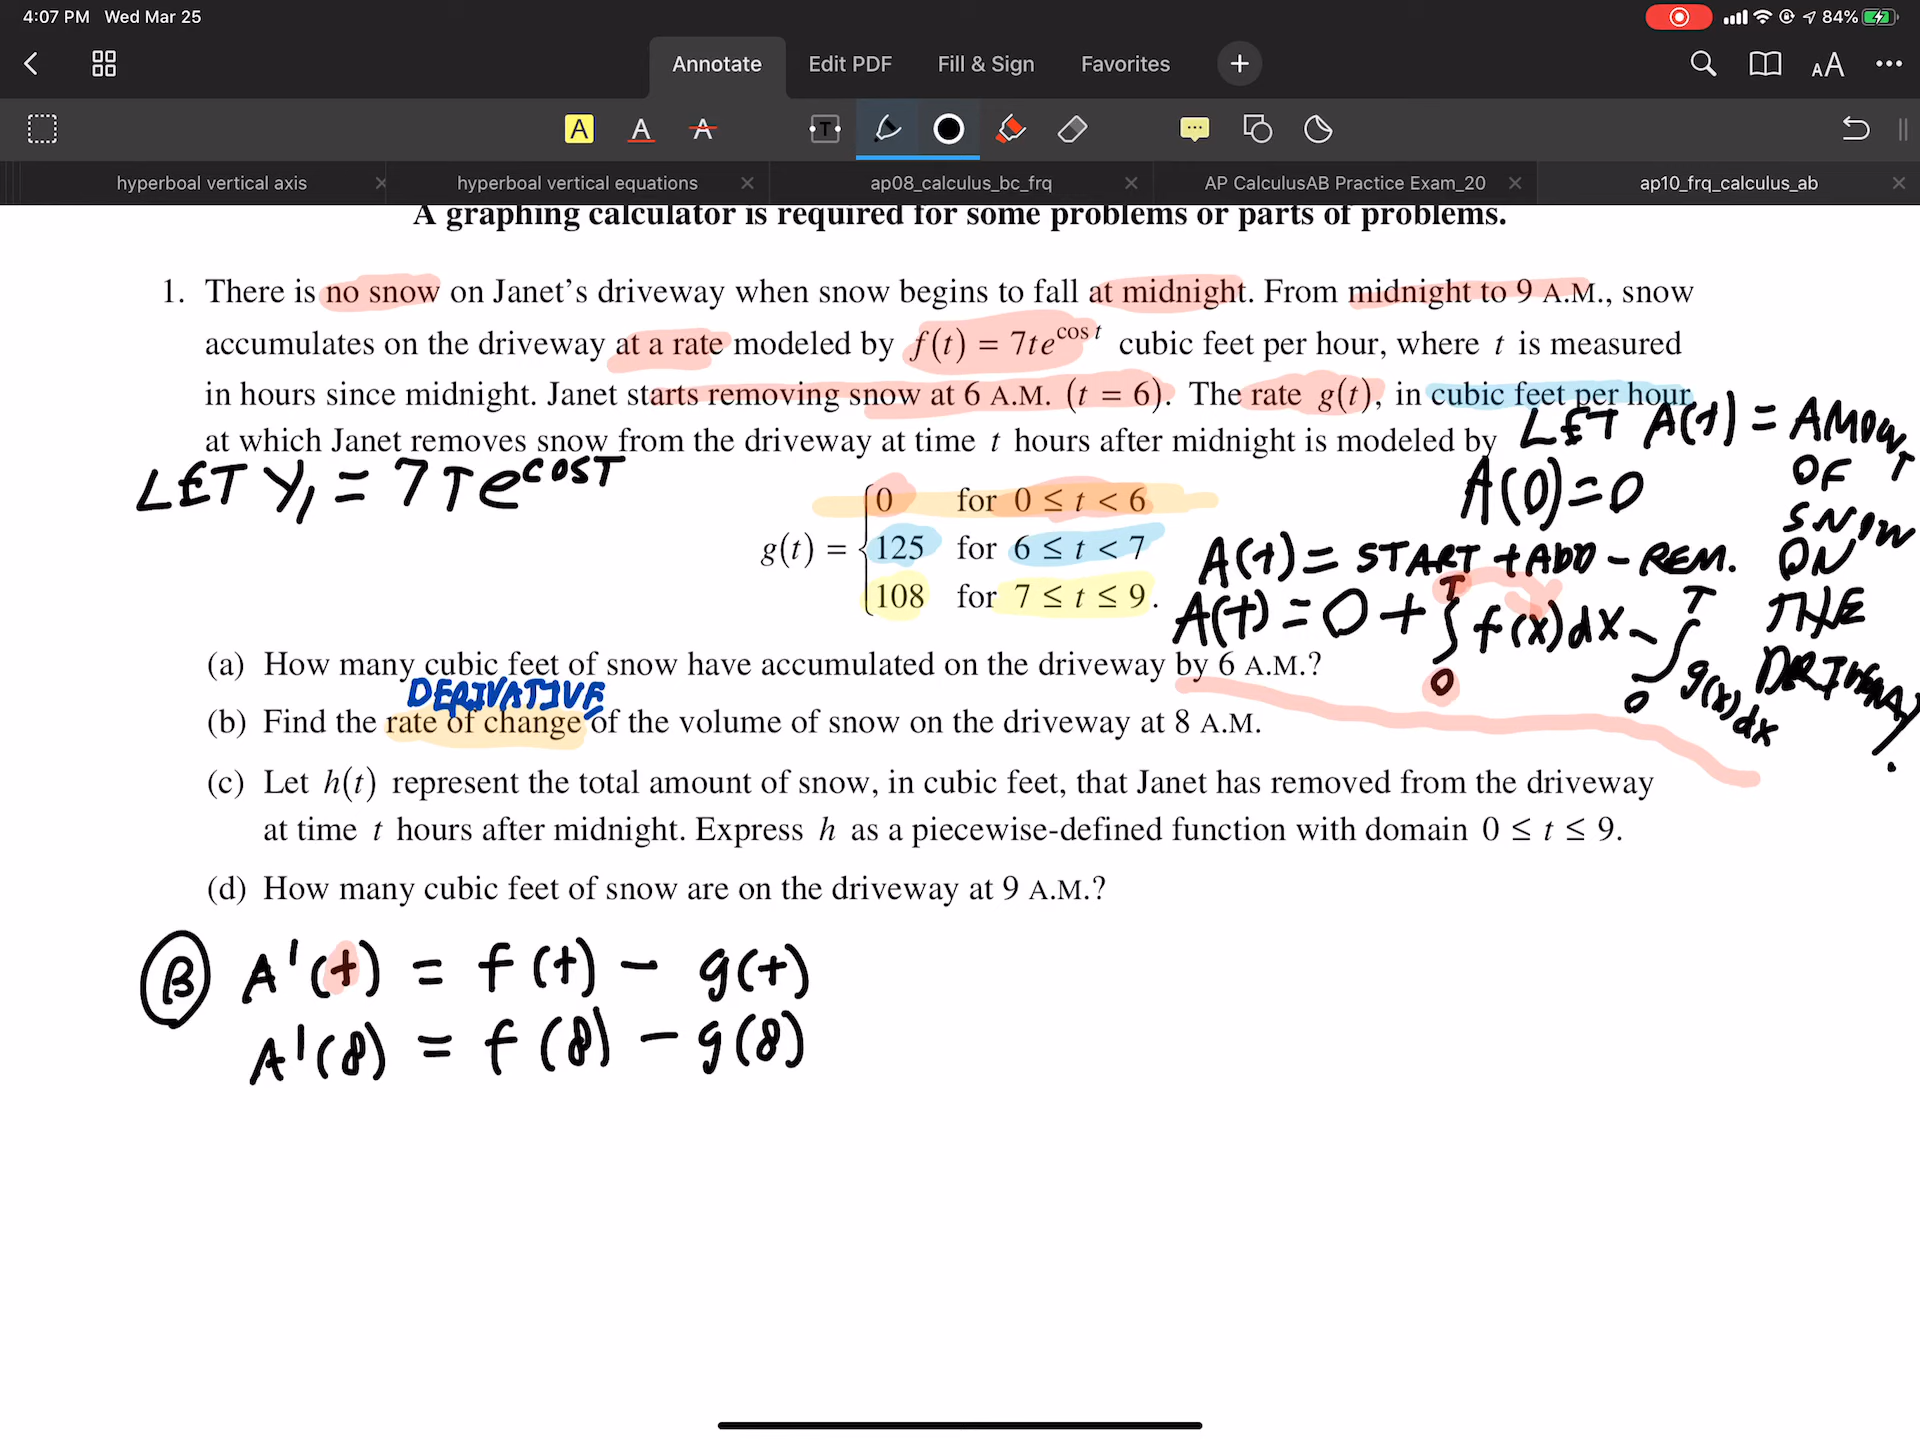 4:07 PM Wed Mar 25 84%
Annotate Edit PDF Fill & Sign Favorites + AA
A A A T
hyperboal vertical axis × hyperboal vertical equations × ap08_calculus_bc_frq × AP CalculusAB Practice Exam_20 × ap10_frq_calculus_ab ×
A graphing calculator is required for some problems or parts of problems.
1. There is no snow on Janet's driveway when snow begins to fall at midnight. From midnight to 9 A.M., snow
accumulates on the driveway at a rate modeled by f(t) = 7te^cos t cubic feet per hour, where t is measured
in hours since midnight. Janet starts removing snow at 6 A.M. (t = 6). The rate g(t), in cubic feet per hour,
at which Janet removes snow from the driveway at time t hours after midnight is modeled by
LET A(t) = AMOUNT
OF
SNOW
ON
THE
DRIVEWAY.
LET Y₁ = 7Te^COST
A(0)=0
g(t) = { 0 for 0 ≤ t < 6
125 for 6 ≤ t < 7
108 for 7 ≤ t ≤ 9.
A(t) = START + ADD - REM.
A(t) = 0 + ∫₀ᵀ f(x)dx - ∫₀ᵀ g(x)dx
(a) How many cubic feet of snow have accumulated on the driveway by 6 A.M.?
DERIVATIVE
(b) Find the rate of change of the volume of snow on the driveway at 8 A.M.
(c) Let h(t) represent the total amount of snow, in cubic feet, that Janet has removed from the driveway
at time t hours after midnight. Express h as a piecewise-defined function with domain 0 ≤ t ≤ 9.
(d) How many cubic feet of snow are on the driveway at 9 A.M.?
B A'(t) = f(t) - g(t)
A'(8) = f(8) - g(8)